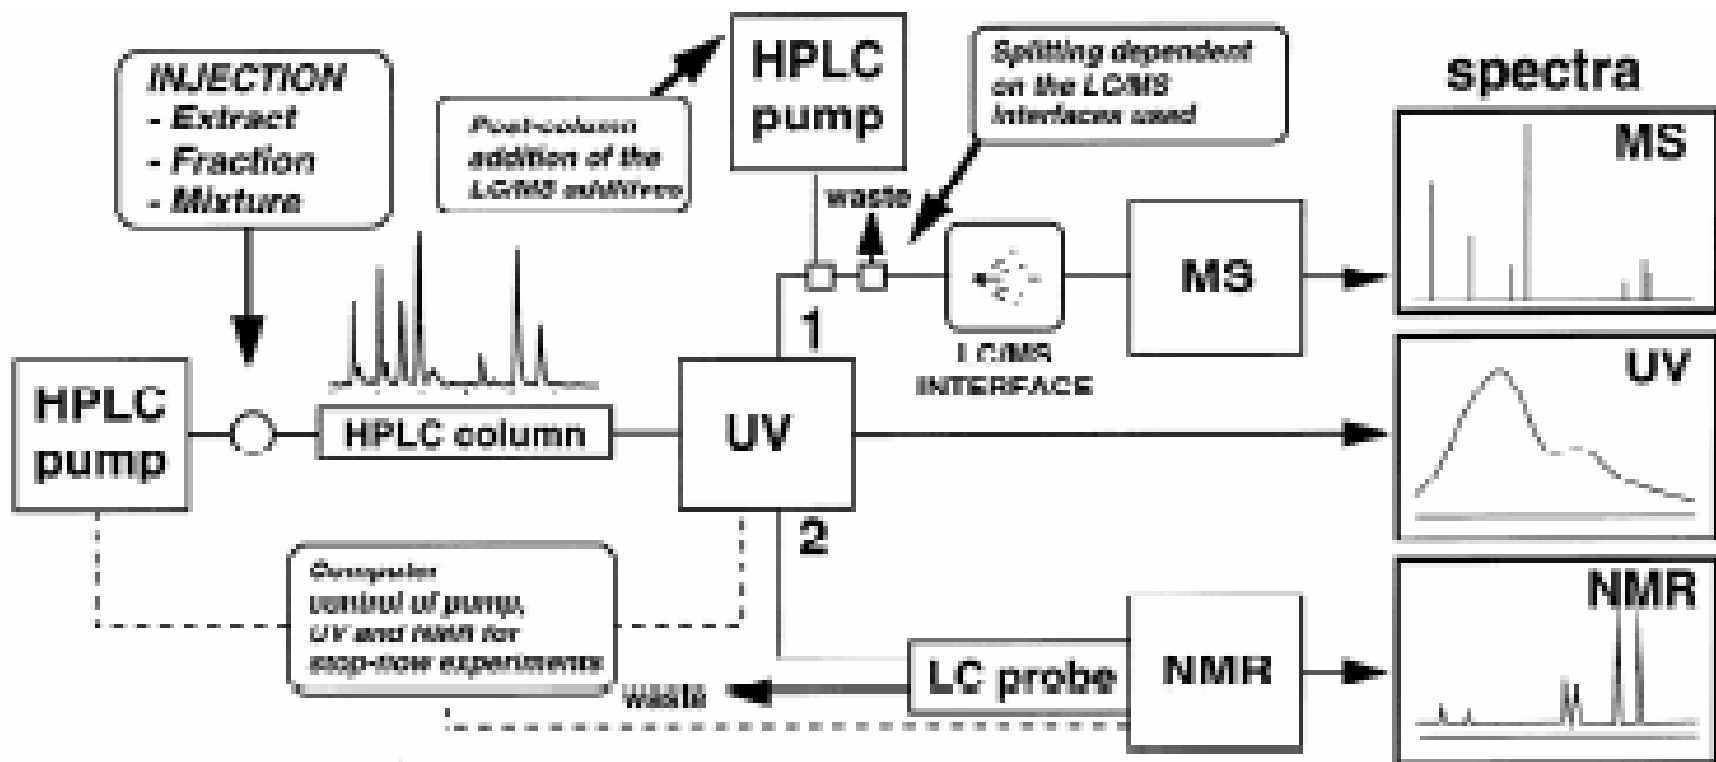 INJECTION
- Extract
- Fraction
- Mixture
Post-column
addition of the
LC/MS additives
HPLC
pump
Splitting dependent
on the LC/MS
interfaces used
spectra
MS
waste
MS
1
LC/MS
INTERFACE
UV
HPLC
pump
HPLC column
UV
2
NMR
Computer
control of pump,
UV and NMR for
stop-flow experiments
LC probe
NMR
waste